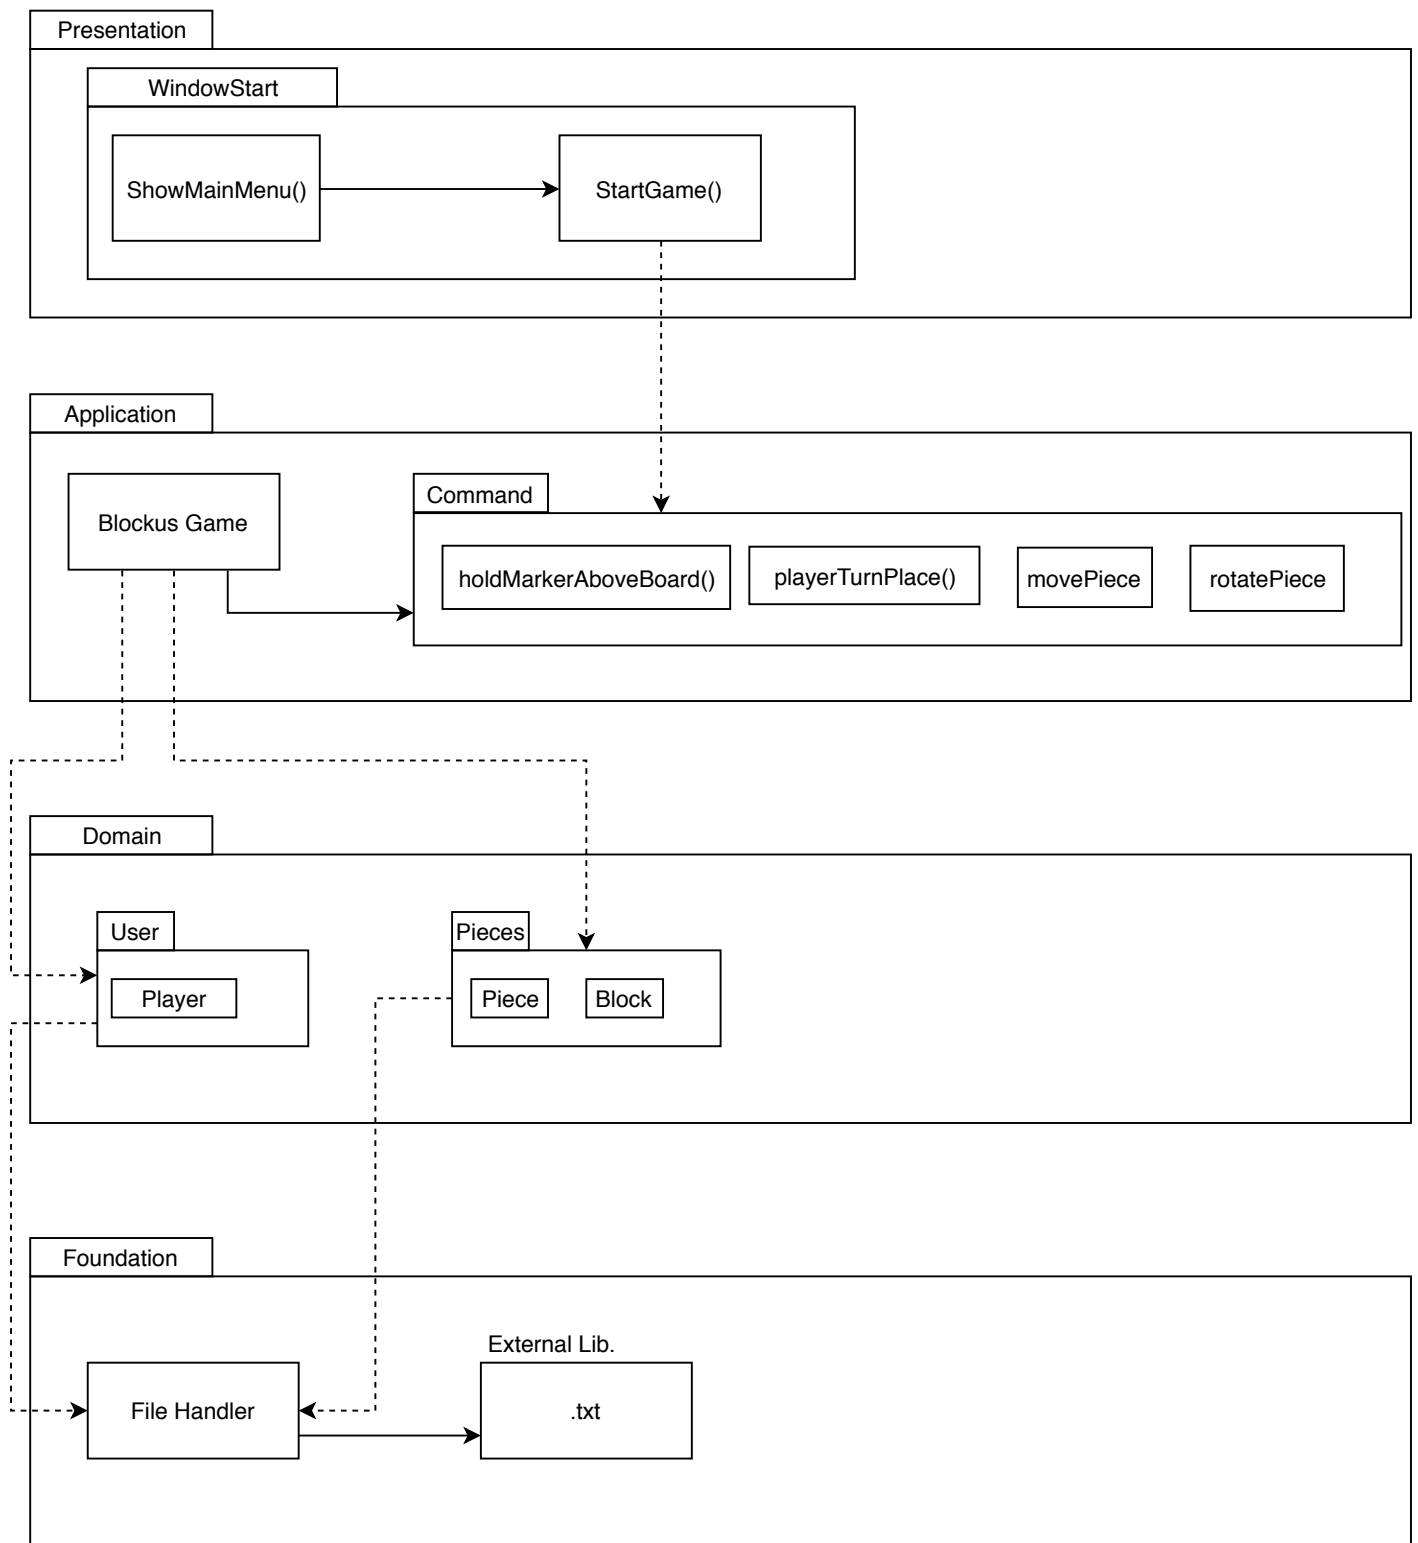 Presentation
WindowStart
ShowMainMenu()
StartGame()
Application
Blockus Game
Command
holdMarkerAboveBoard()
playerTurnPlace()
movePiece
rotatePiece
Domain
User
Player
Pieces
Piece
Block
Foundation
External Lib.
File Handler
.txt